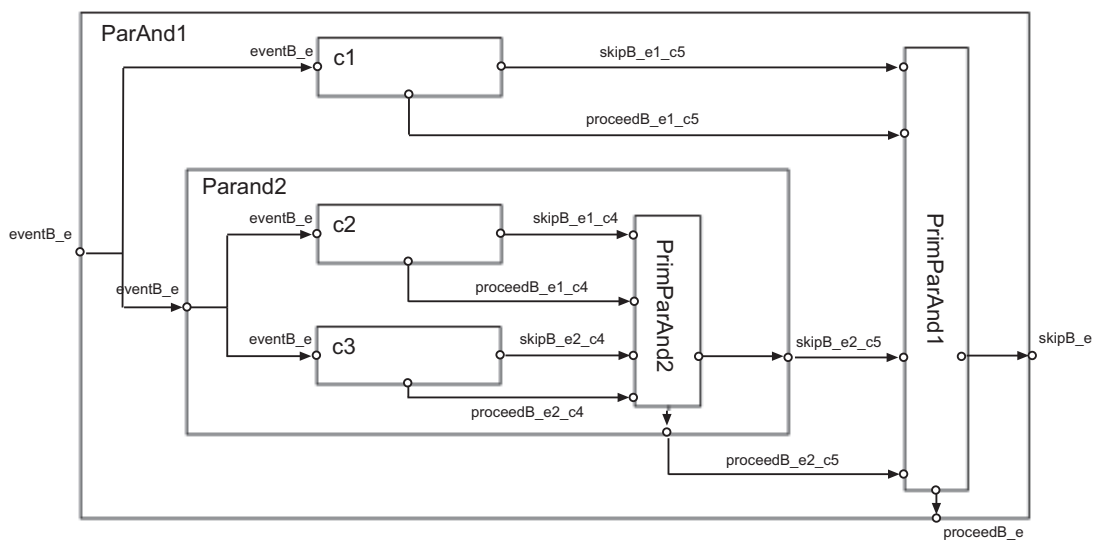 ParAnd1
eventB_e
c1
skipB_e1_c5
proceedB_e1_c5
Parand2
eventB_e
c2
skipB_e1_c4
eventB_e
proceedB_e1_c4
eventB_e
eventB_e
c3
skipB_e2_c4
proceedB_e2_c4
PrimParAnd2
skipB_e2_c5
proceedB_e2_c5
PrimParAnd1
skipB_e
proceedB_e